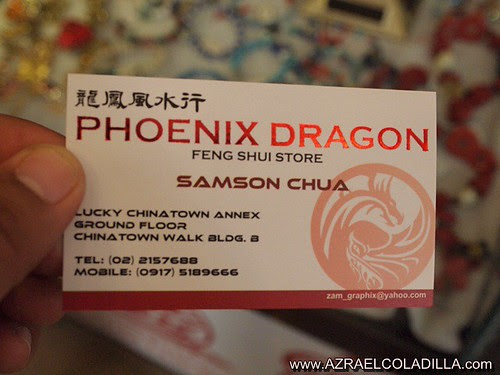 龍鳳風水行
PHOENIX DRAGON
FENG SHUI STORE
SAMSON CHUA
LUCKY CHINATOWN ANNEX
GROUND FLOOR
CHINATOWN WALK BLDG. B
TEL: (02) 2157688
MOBILE: (0917) 5189666
zam_graphix@yahoo.com
www.AZRAELCOLADILLA.com